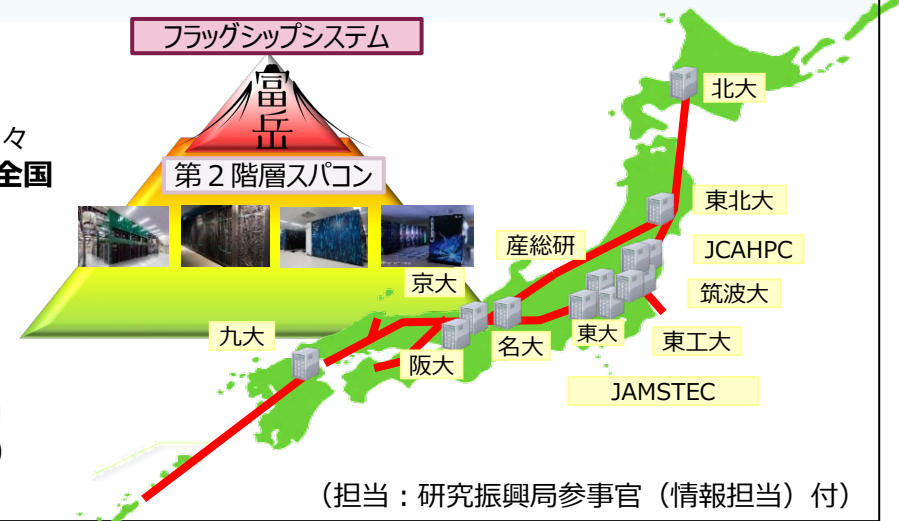 フラッグシップシステム
富岳
々
全国
第２階層スパコン
北大
東北大
産総研
JCAHPC
京大
筑波大
九大
名大
東大
東工大
阪大
JAMSTEC
）
（担当：研究振興局参事官（情報担当）付）